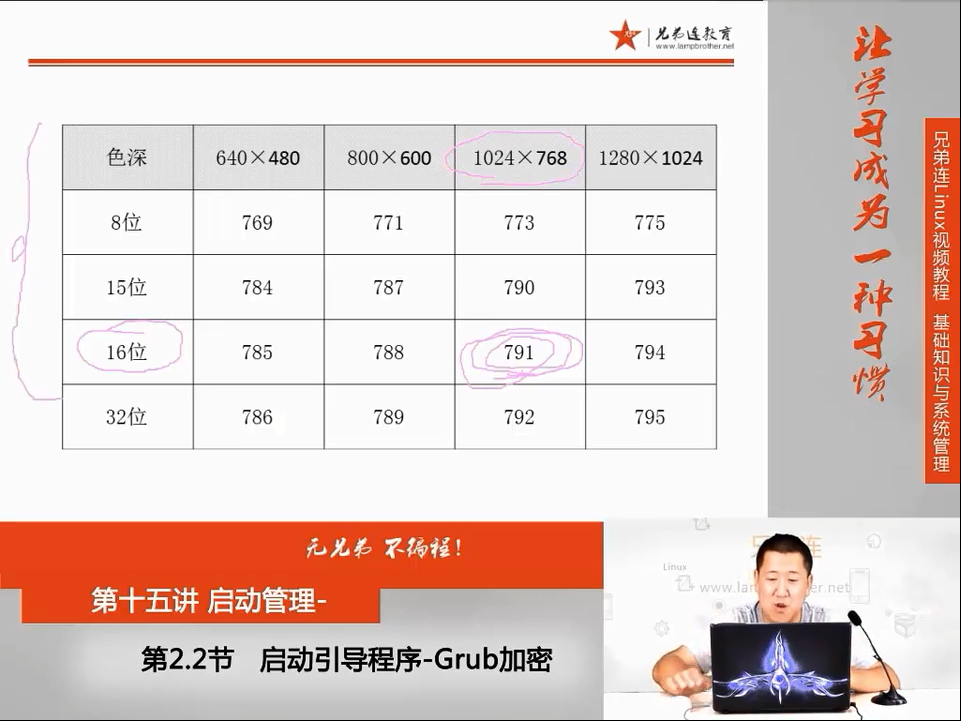 兄弟连教育
www.lampbrother.net
色深 640×480 800×600 1024×768 1280×1024
8位 769 771 773 775
15位 784 787 790 793
16位 785 788 791 794
32位 786 789 792 795
让学习成为一种习惯
兄弟连Linux视频教程 基础知识与系统管理
无兄弟 不编程!
第十五讲 启动管理-
第2.2节 启动引导程序-Grub加密
Linux